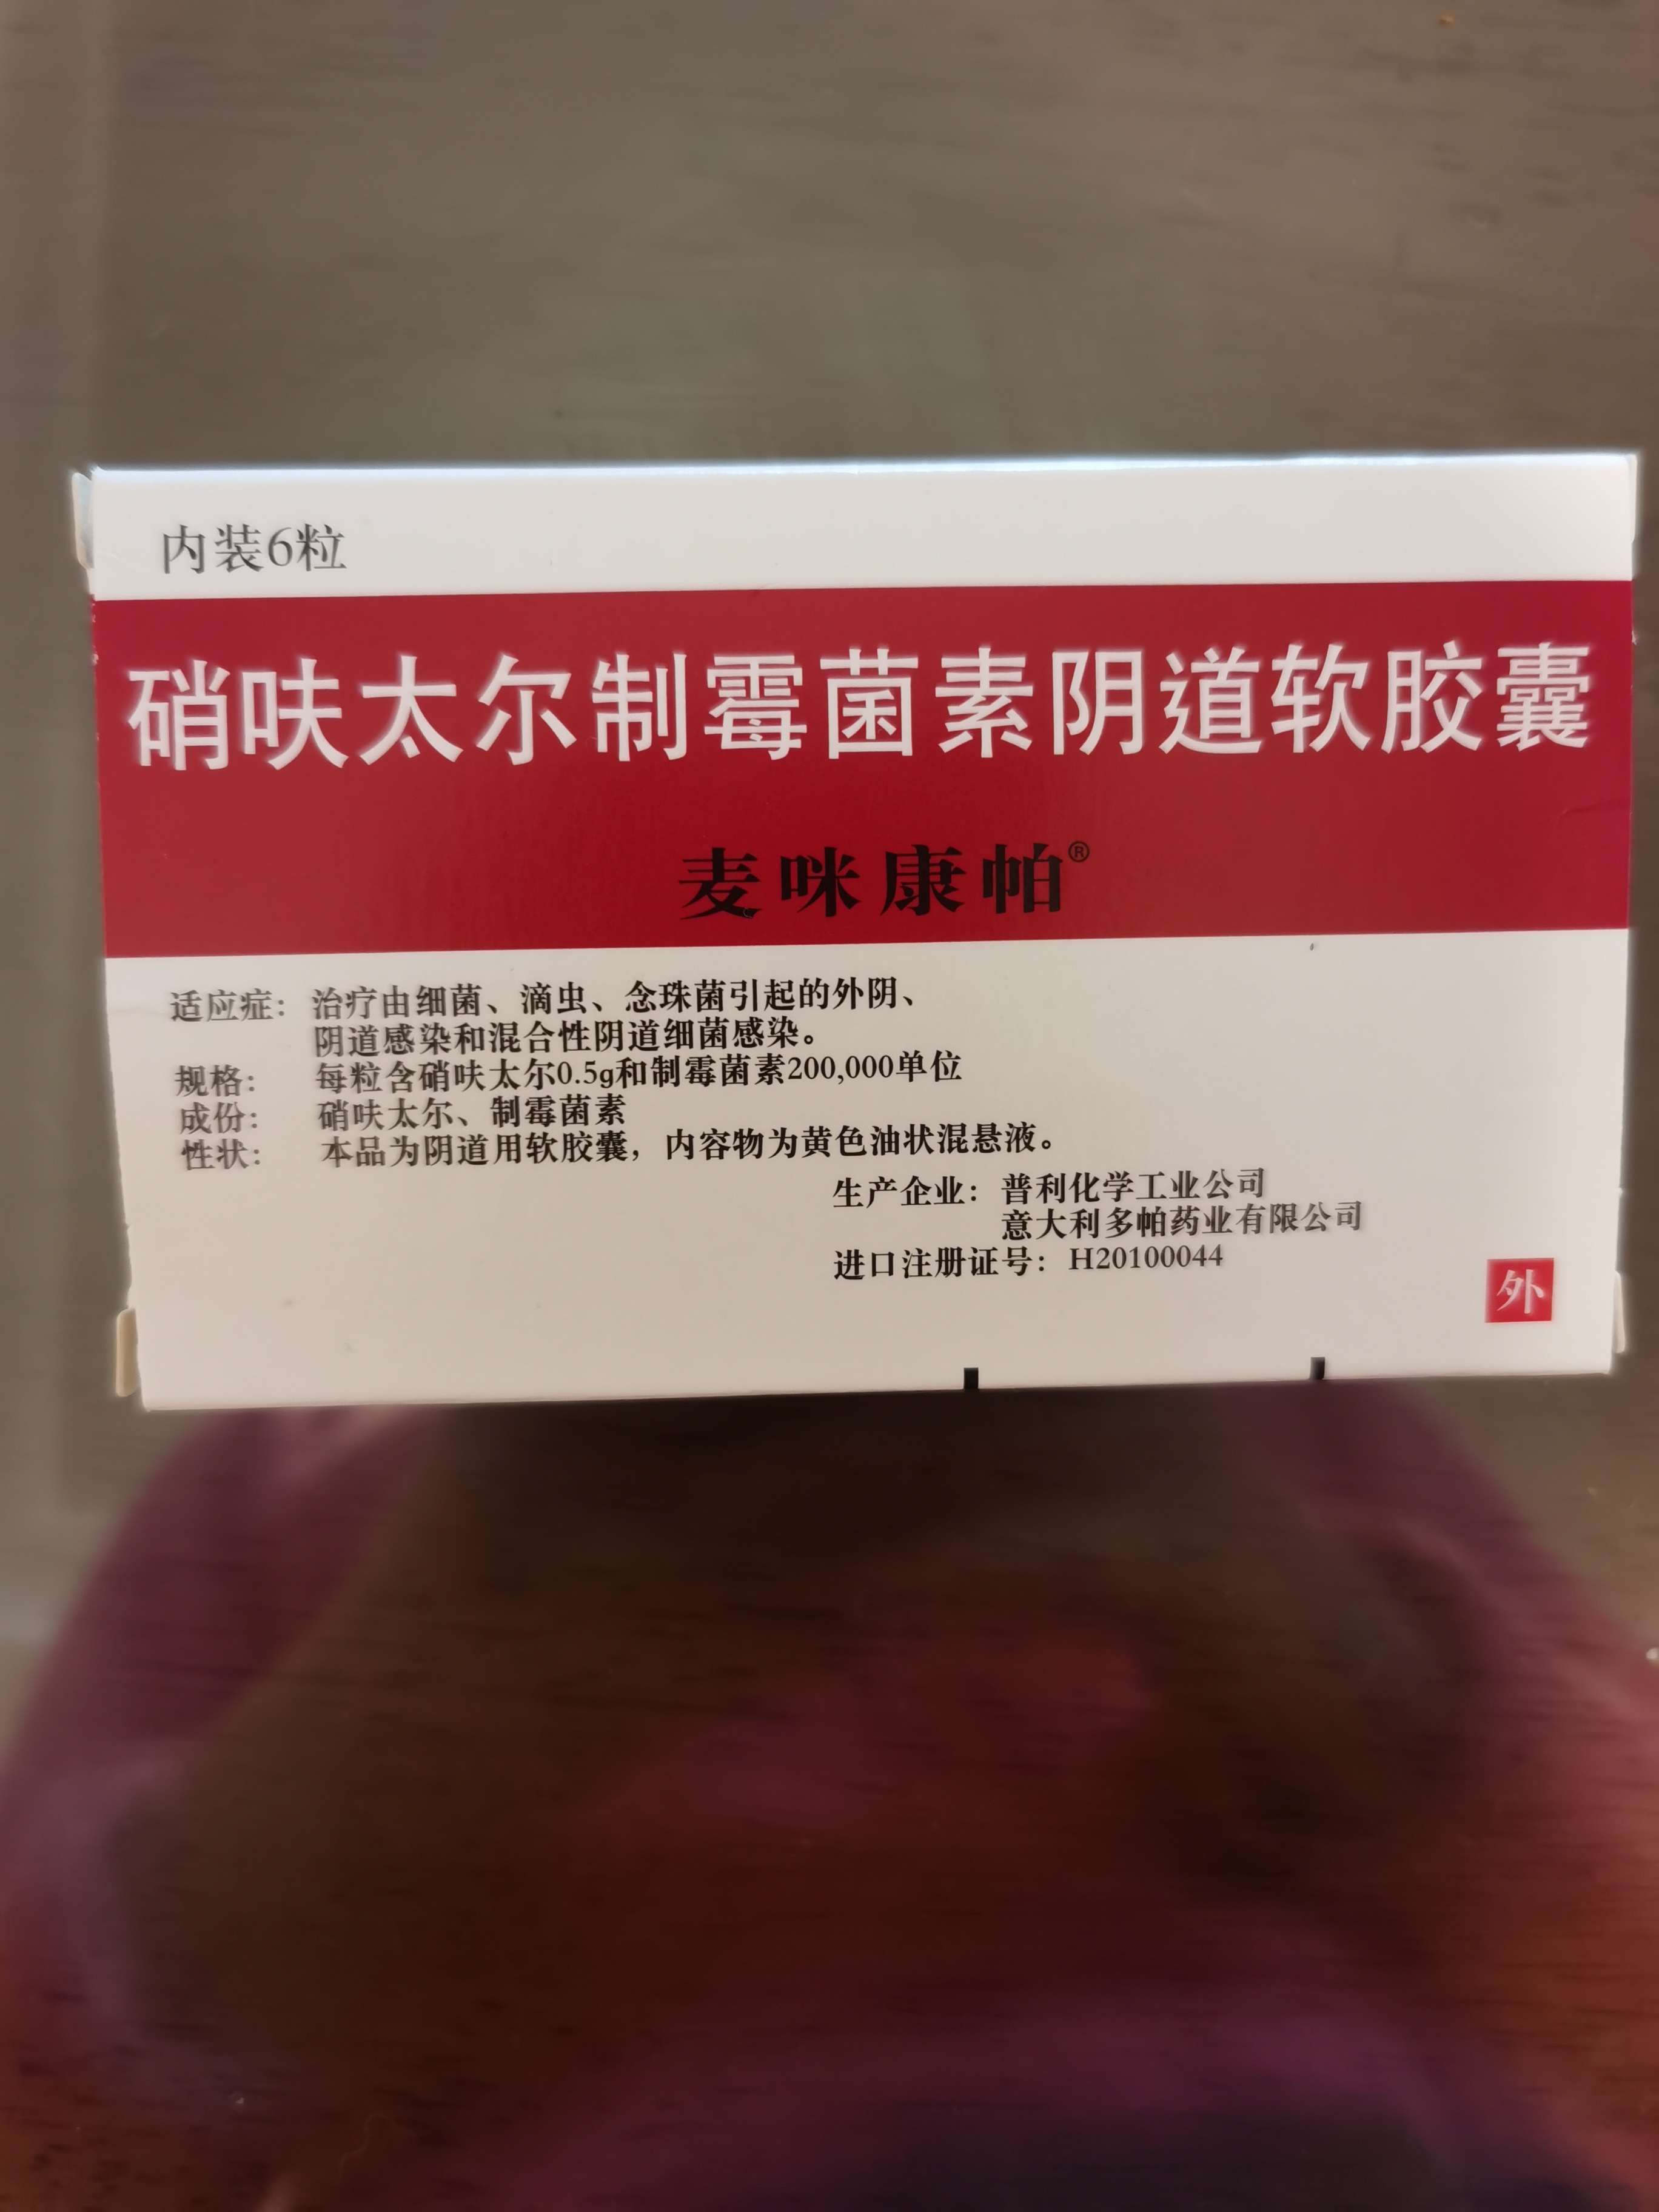 内装6粒
硝呋太尔制霉菌素阴道软胶囊
麦咪康帕®
适应症： 治疗由细菌、滴虫、念珠菌引起的外阴、
阴道感染和混合性阴道细菌感染。
规格： 每粒含硝呋太尔0.5g和制霉菌素200,000单位
成份： 硝呋太尔、制霉菌素
性状： 本品为阴道用软胶囊，内容物为黄色油状混悬液。
生产企业：普利化学工业公司
意大利多帕药业有限公司
进口注册证号：H20100044
外